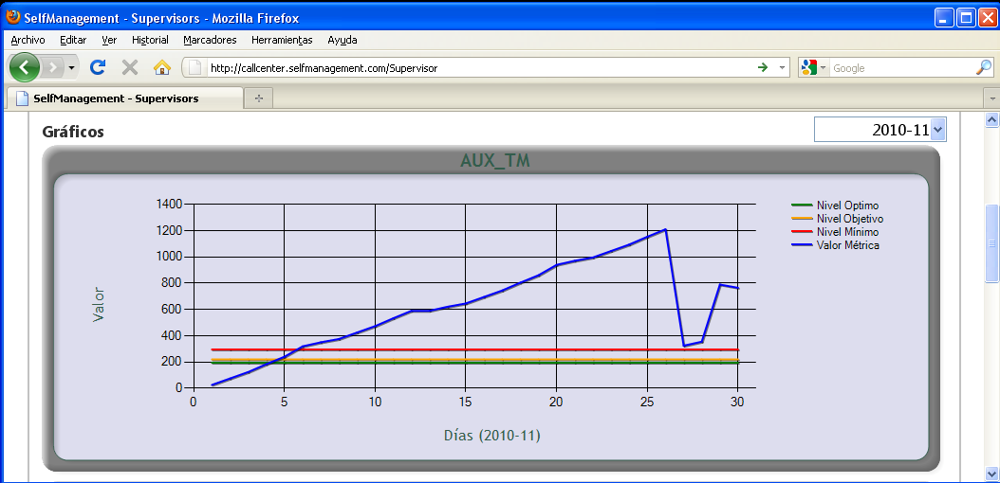 SelfManagement - Supervisors - Mozilla Firefox
Archivo Editar Ver Historial Marcadores Herramientas Ayuda
http://callcenter.selfmanagement.com/Supervisor
Google
SelfManagement - Supervisors
Gráficos
2010-11
AUX_TM
1400
1200
1000
800
600
400
200
0
Valor
0 5 10 15 20 25 30
Días (2010-11)
Nivel Optimo
Nivel Objetivo
Nivel Mínimo
Valor Métrica